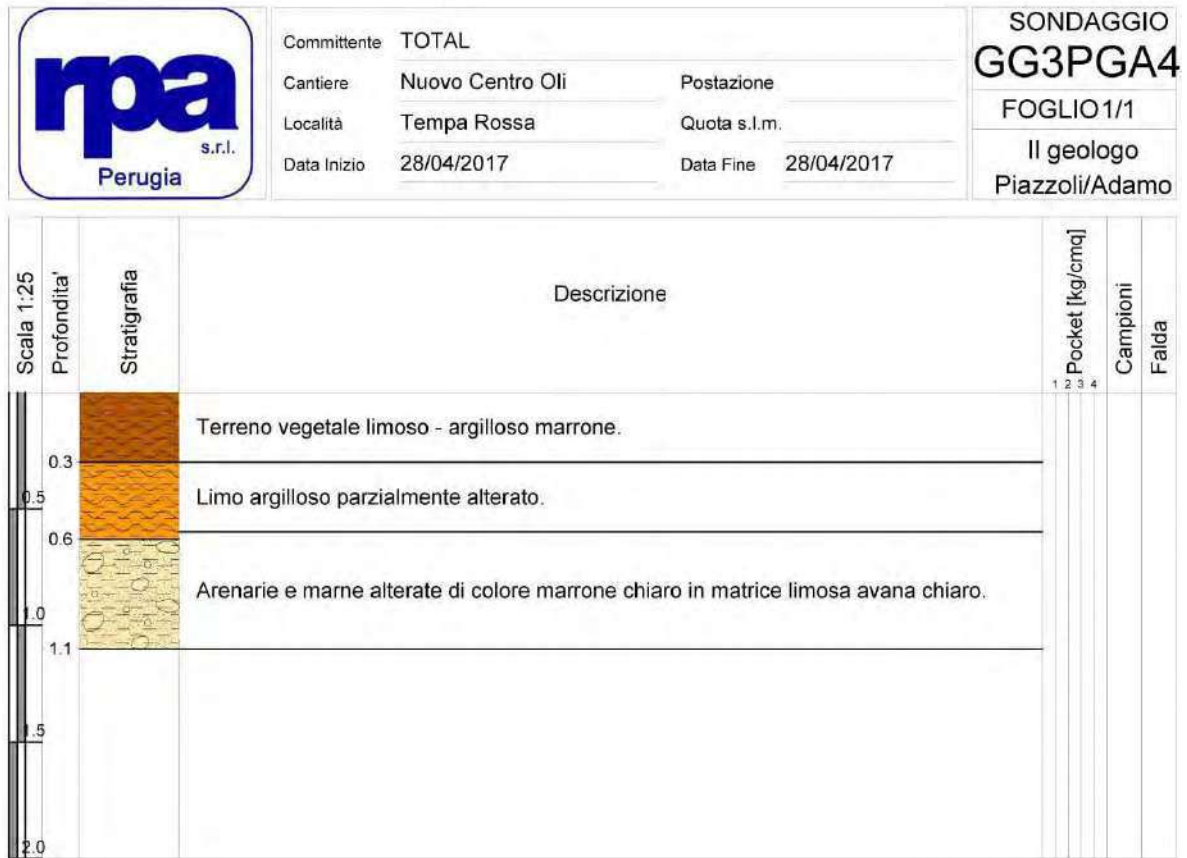 rpa
s.r.l.
Perugia
Committente TOTAL
Cantiere Nuovo Centro Oli Postazione
Località Tempa Rossa Quota s.l.m.
Data Inizio 28/04/2017 Data Fine 28/04/2017
SONDAGGIO
GG3PGA4
FOGLIO1/1
Il geologo
Piazzoli/Adamo
Scala 1:25
Profondita'
Stratigrafia
Descrizione
Pocket [kg/cmq]
1 2 3 4
Campioni
Falda
Terreno vegetale limoso - argilloso marrone.
0.3
0.5
Limo argilloso parzialmente alterato.
0.6
Arenarie e marne alterate di colore marrone chiaro in matrice limosa avana chiaro.
1.0
1.1
1.5
2.0